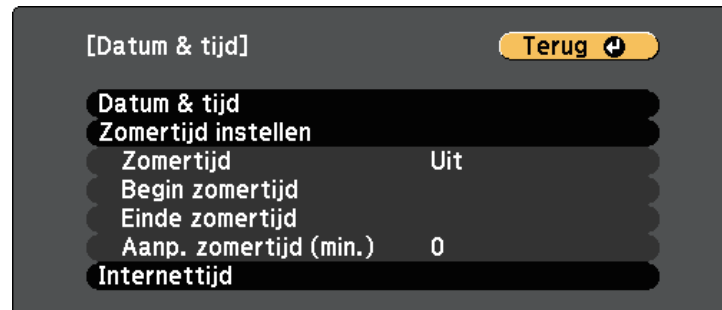 [Datum & tijd] Terug
Datum & tijd
Zomertijd instellen
Zomertijd Uit
Begin zomertijd
Einde zomertijd
Aanp. zomertijd (min.) 0
Internettijd